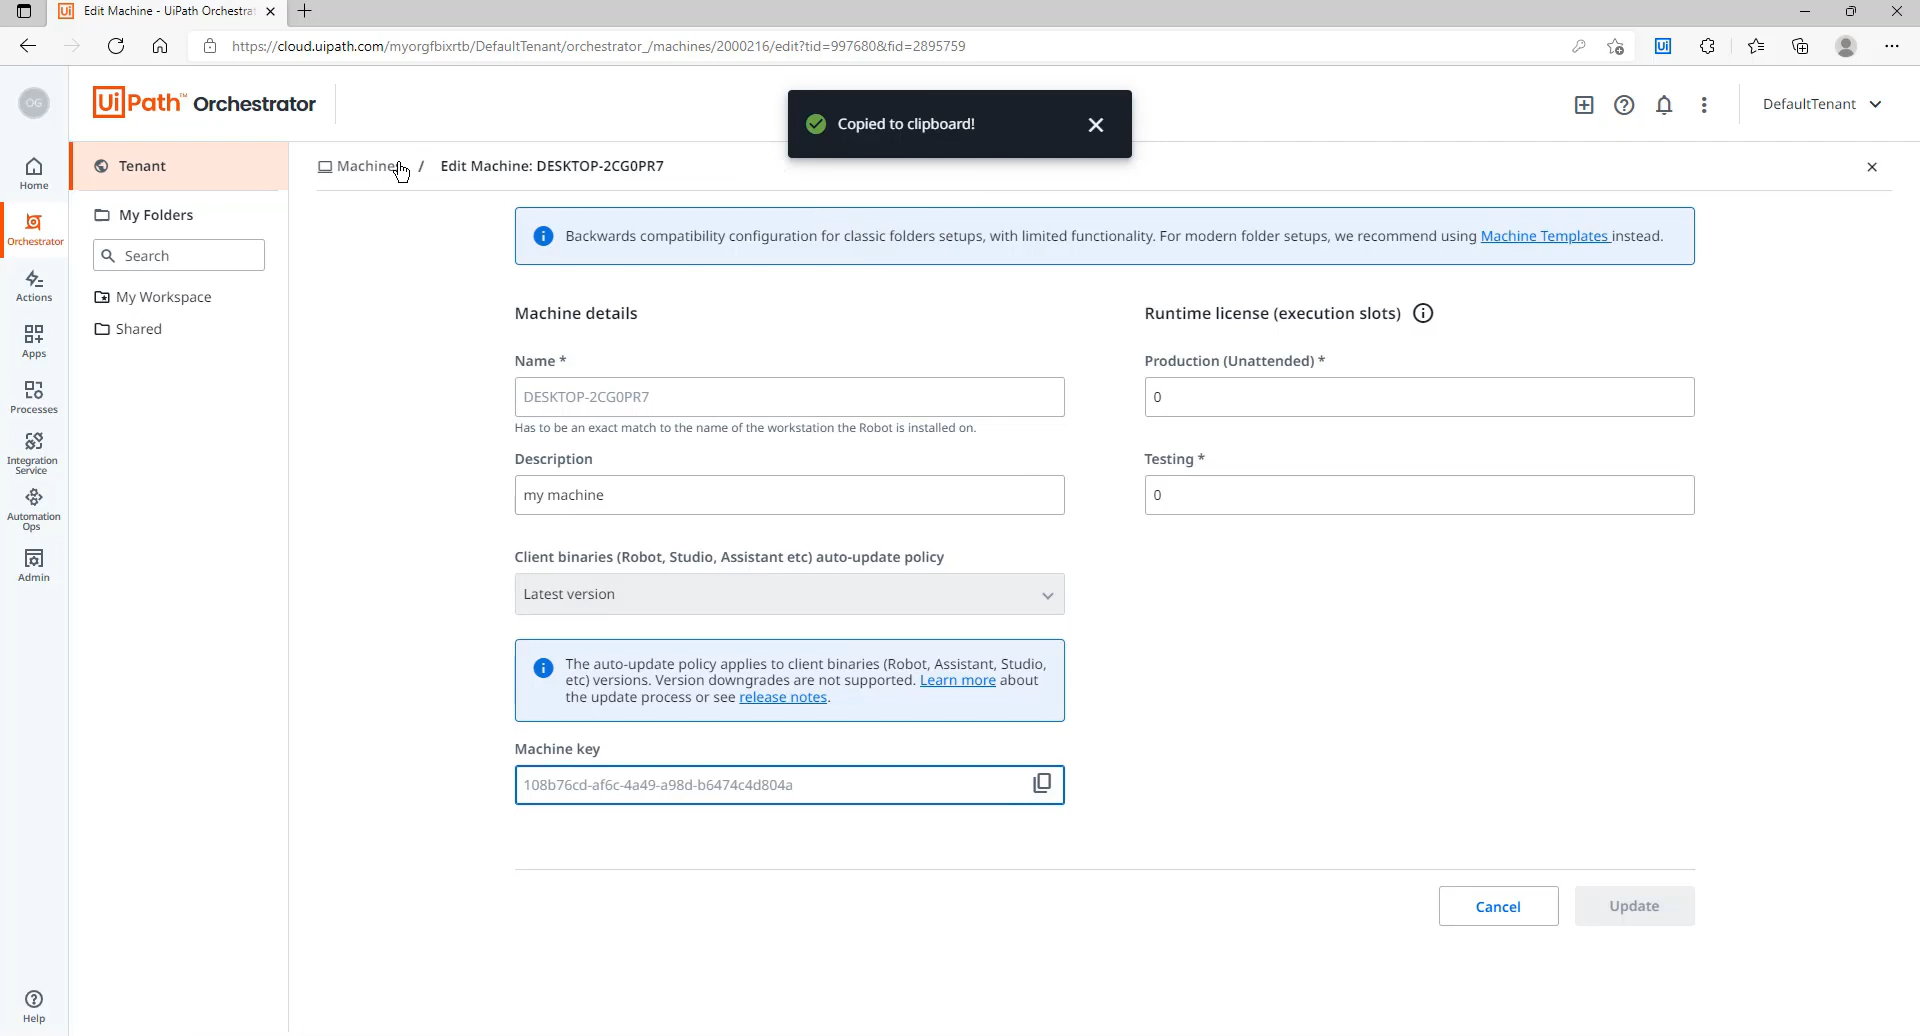 Edit Machine - UiPath Orchestra
https://cloud.uipath.com/myorgfbixrtb/DefaultTenant/orchestrator_/machines/2000216/edit?tid=997680&fid=2895759
Ui
OG
UiPath™ Orchestrator
Copied to clipboard!
DefaultTenant
Home
Orchestrator
Actions
Apps
Processes
Integration
Service
Automation
Ops
Admin
Help
Tenant
My Folders
Search
My Workspace
Shared
Machine / Edit Machine: DESKTOP-2CG0PR7
Backwards compatibility configuration for classic folders setups, with limited functionality. For modern folder setups, we recommend using Machine Templates instead.
Machine details
Name *
DESKTOP-2CG0PR7
Has to be an exact match to the name of the workstation the Robot is installed on.
Description
my machine
Client binaries (Robot, Studio, Assistant etc) auto-update policy
Latest version
The auto-update policy applies to client binaries (Robot, Assistant, Studio,
etc) versions. Version downgrades are not supported. Learn more about
the update process or see release notes.
Machine key
108b76cd-af6c-4a49-a98d-b6474c4d804a
Runtime license (execution slots)
Production (Unattended) *
0
Testing *
0
Cancel
Update